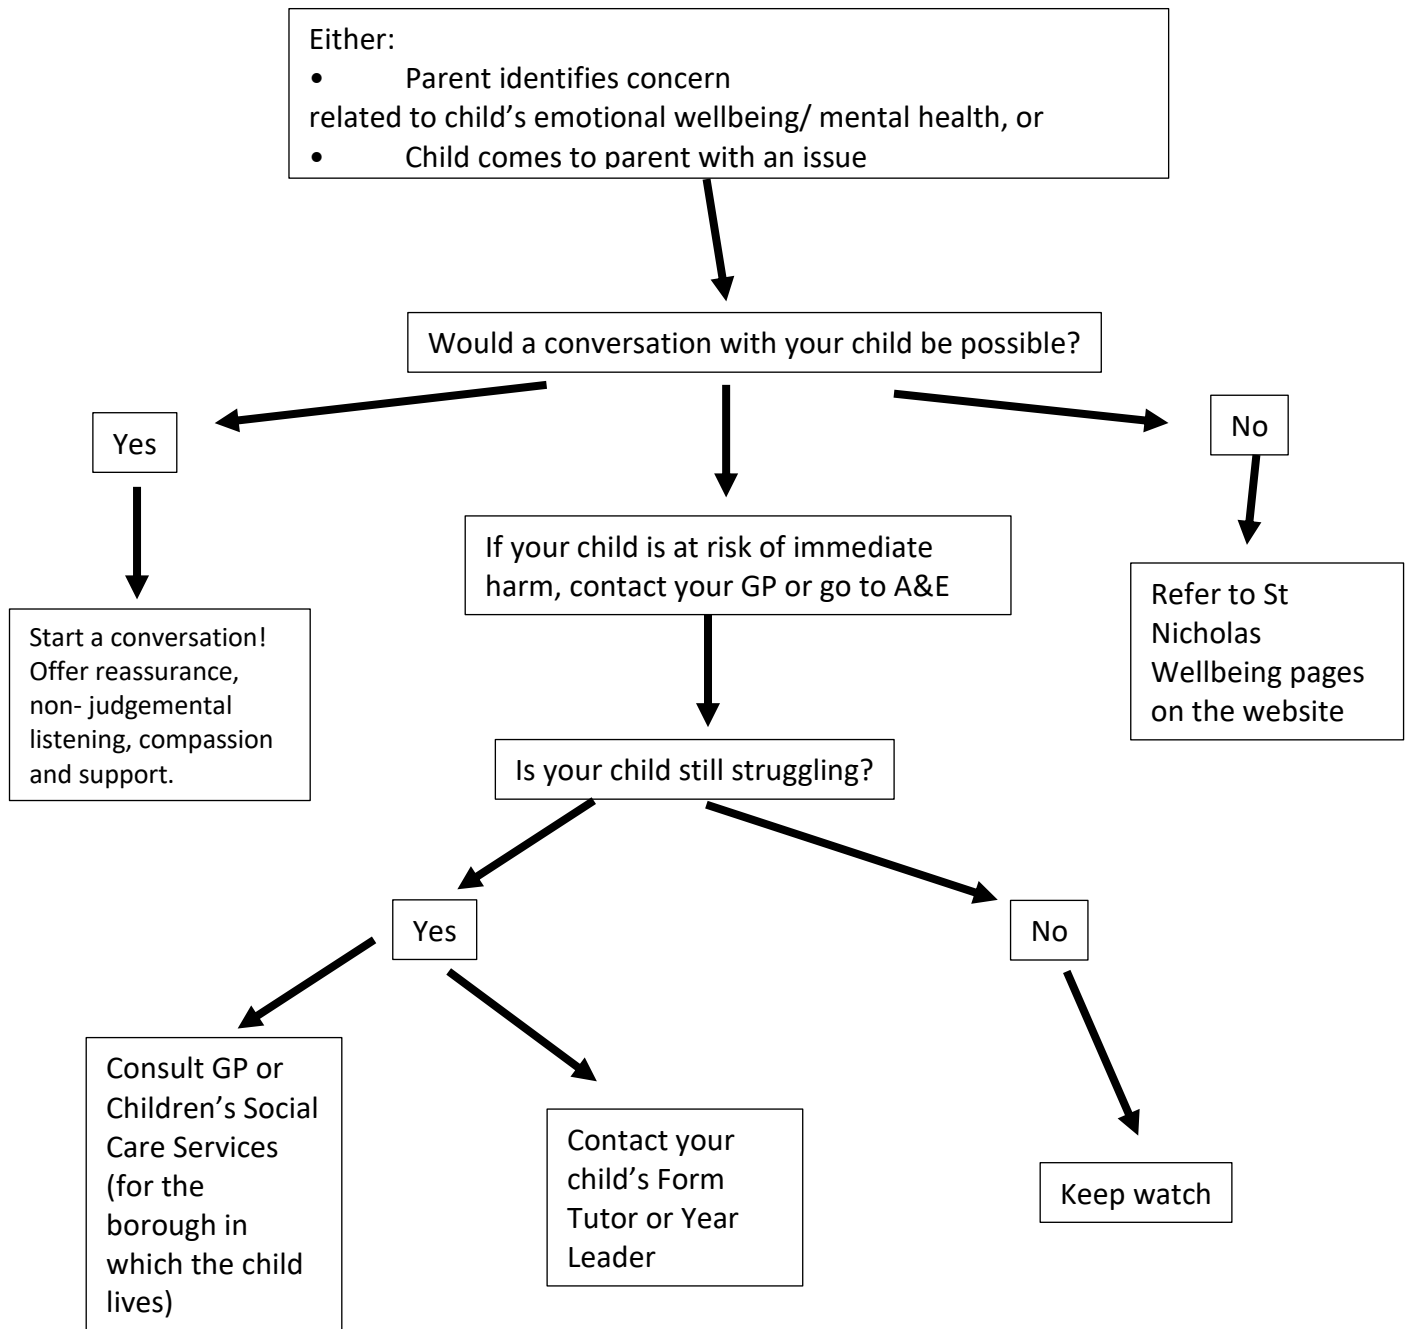 Either:
• Parent identifies concern
related to child’s emotional wellbeing/ mental health, or
• Child comes to parent with an issue
Would a conversation with your child be possible?
Yes
No
If your child is at risk of immediate
harm, contact your GP or go to A&E
Refer to St
Nicholas
Wellbeing pages
on the website
Start a conversation!
Offer reassurance,
non- judgemental
listening, compassion
and support.
Is your child still struggling?
Yes
No
Consult GP or
Children’s Social
Care Services
(for the
borough in
which the child
lives)
Contact your
child’s Form
Tutor or Year
Leader
Keep watch